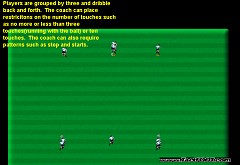 Players are grouped by three and dribble
back and forth. The coach can place
restricitons on the number of touches such
as no more or less than three
touches(running with the ball) or ten
touches. The coach can also require
patterns such as stop and starts.